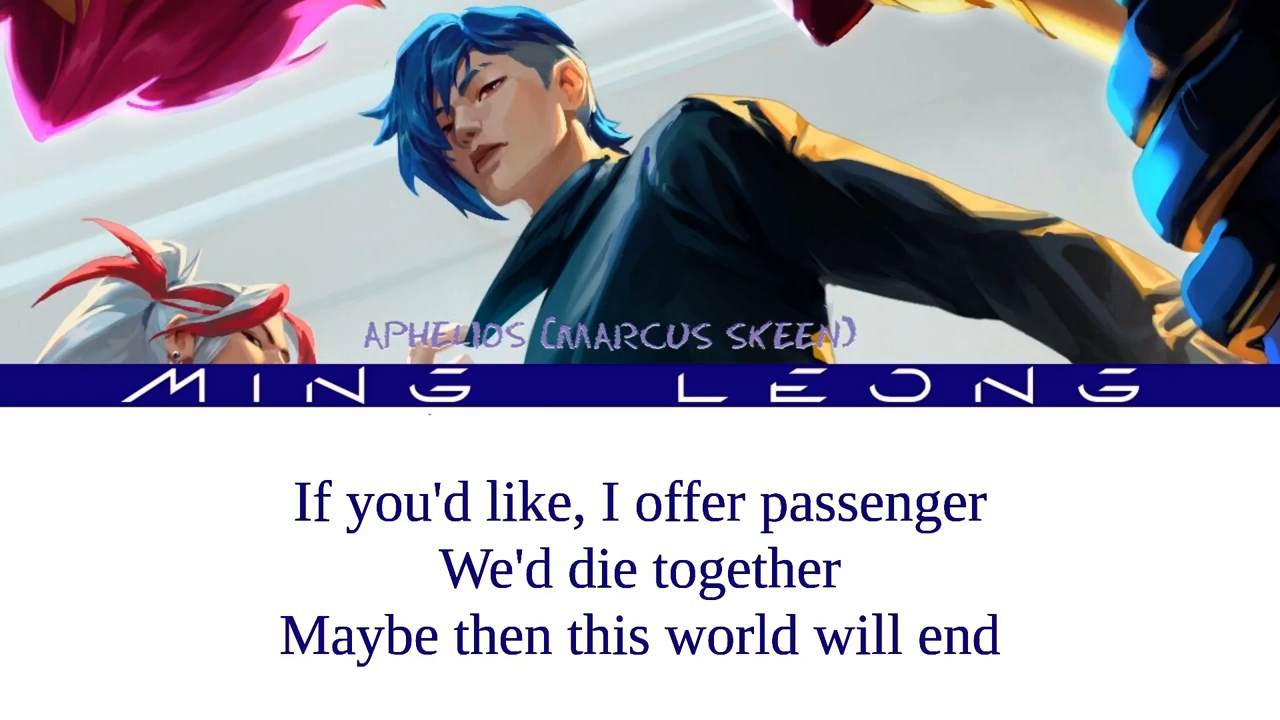 APHELIOS (MARCUS SKEEN)
MING LEONG
If you'd like, I offer passenger
We'd die together
Maybe then this world will end